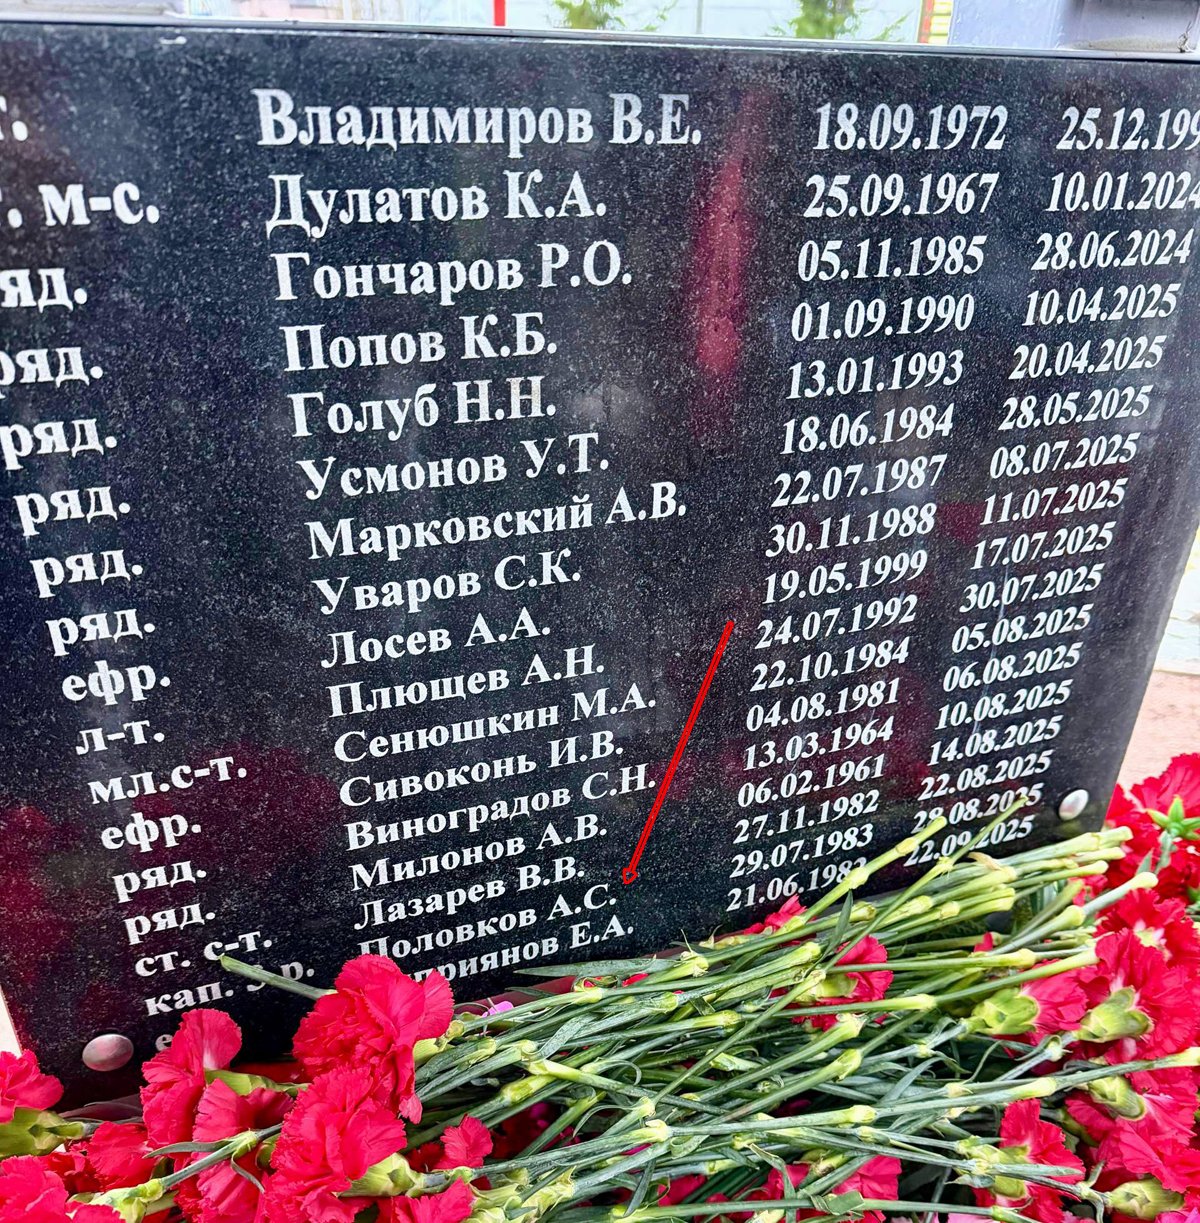 т. Владимиров В.Е. 18.09.1972 25.12.199
т. м-с. Дулатов К.А. 25.09.1967 10.01.2024
яд. Гончаров Р.О. 05.11.1985 28.06.2024
ряд. Попов К.Б. 01.09.1990 10.04.2025
ряд. Голуб Н.Н. 13.01.1993 20.04.2025
ряд. Усмонов У.Т. 18.06.1984 28.05.2025
ряд. Марковский А.В. 22.07.1987 08.07.2025
ряд. Уваров С.К. 30.11.1988 11.07.2025
ефр. Лосев А.А. 19.05.1999 17.07.2025
л-т. Плющев А.Н. 24.07.1992 30.07.2025
мл.с-т. Сенюшкин М.А. 22.10.1984 05.08.2025
ефр. Сивоконь И.В. 04.08.1981 06.08.2025
ряд. Виноградов С.Н. 13.03.1964 10.08.2025
ряд. Милонов А.В. 06.02.1961 14.08.2025
ст. с-т. Лазарев В.В. 27.11.1982 22.08.2025
кап. 3 р. Половков А.С. 29.07.1983 28.08.2025
Е.А. 21.06.1983 22.09.2025